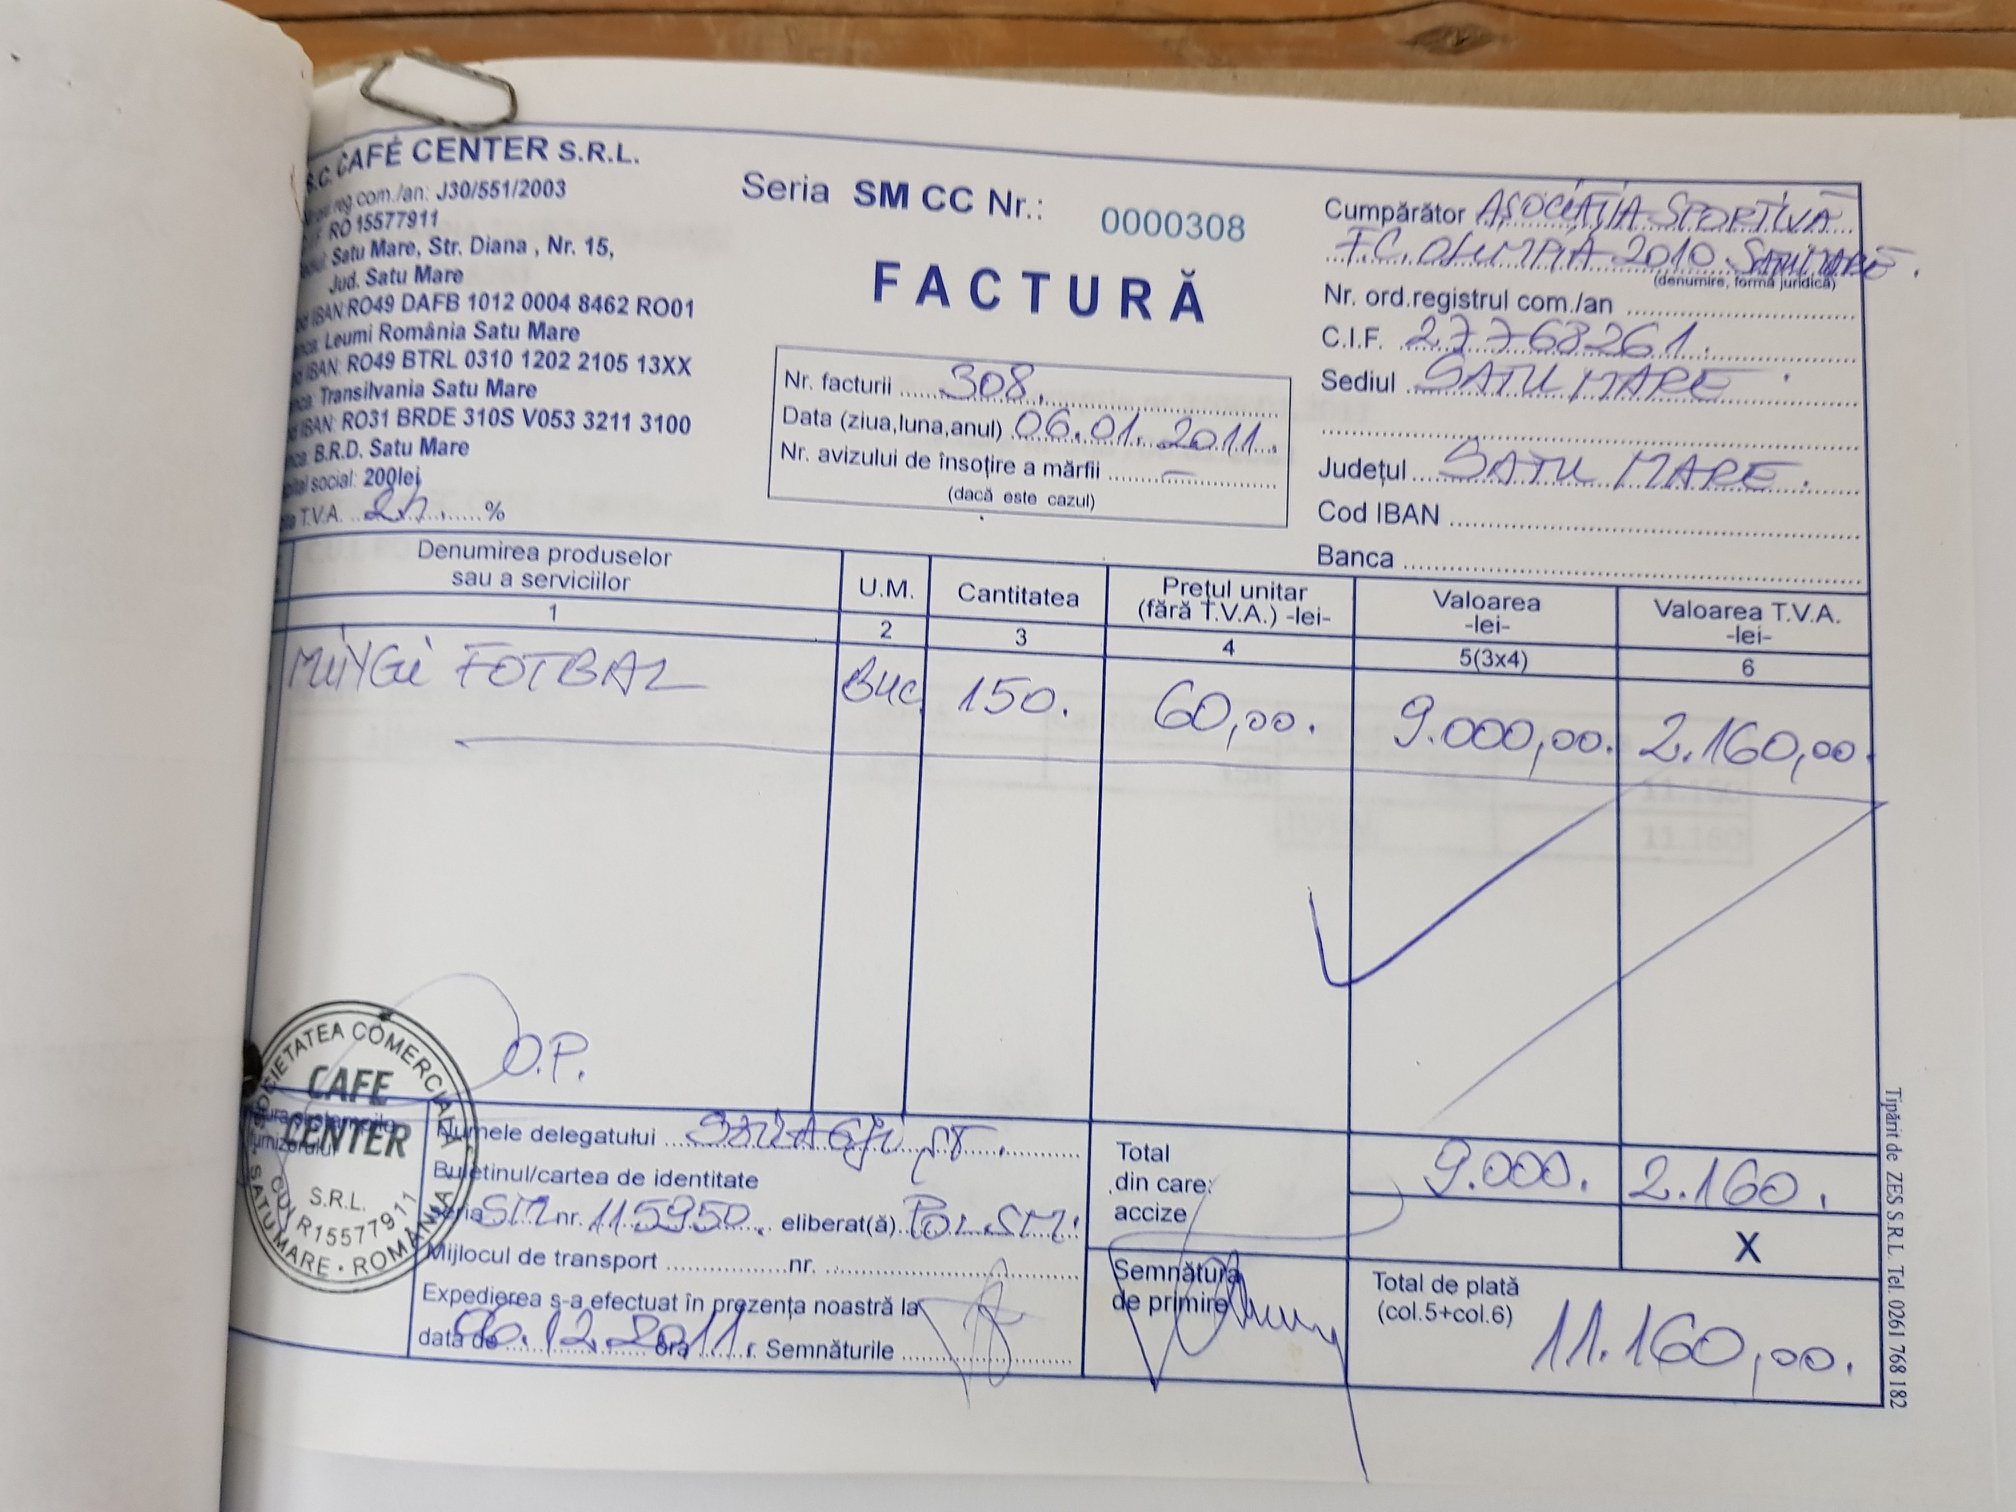 S.C. CAFÉ CENTER S.R.L.
reg.com./an: J30/551/2003
RO 15577911
Satu Mare, Str. Diana , Nr. 15,
Jud. Satu Mare
IBAN:RO49 DAFB 1012 0004 8462 RO01
Leumi România Satu Mare
IBAN: RO49 BTRL 0310 1202 2105 13XX
Transilvania Satu Mare
IBAN: RO31 BRDE 310S V053 3211 3100
B.R.D. Satu Mare
social: 200lei
T.V.A. %
Seria SM CC Nr.: 0000308
FACTURĂ
Nr. facturii 308.
Data (ziua,luna,anul) 06.01.2011.
Nr. avizului de însoțire a mărfii —
(dacă este cazul)
Cumpărător ASOCIAȚIA SPORTIVĂ
F.C. OLIMPIA 2010 SATU MARE.
(denumire, formă juridică)
Nr. ord.registrul com./an
C.I.F. 27768261.
Sediul SATU MARE
Județul SATU MARE.
Cod IBAN
Banca
Denumirea produselor
sau a serviciilor
U.M.
Cantitatea
Prețul unitar
(fără T.V.A.) -lei-
Valoarea
-lei-
Valoarea T.V.A.
-lei-
1 2 3 4 5(3x4) 6
MINGI FOTBAL BUC 150. 60,00. 9.000,00. 2.160,00.
O.P.
SOCIETATEA COMERCIALĂ
CAFE
CENTER
S.R.L.
CUI R15577911
SATU MARE · ROMÂNIA
Numele delegatului
Buletinul/cartea de identitate
seria SM nr. 115950. eliberat(ă) POL.SM.
Mijlocul de transport nr.
Expedierea s-a efectuat în prezența noastră la
data de 06.12.2011 ora Semnăturile
Total
din care:
accize
9.000. 2.160.
X
Semnătura
de primire
Total de plată
(col.5+col.6)
11.160,00.
Tipărit de ZES S.R.L. Tel. 0261 768 182